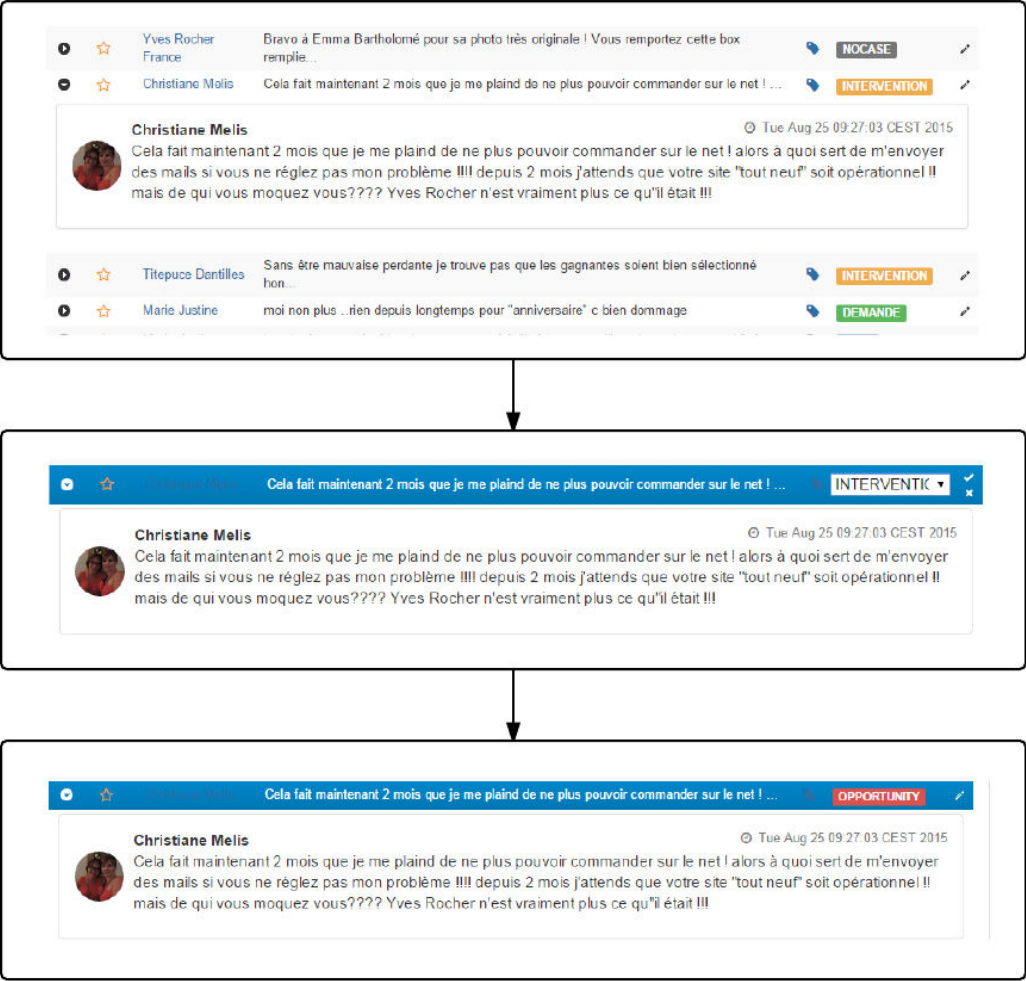 Yves Rocher France
Bravo à Emma Bartholomé pour sa photo très originale ! Vous remportez cette box
remplie...
NOCASE
Christiane Melis
Cela fait maintenant 2 mois que je me plaind de ne plus pouvoir commander sur le net ! ...
INTERVENTION
Christiane Melis
Tue Aug 25 09:27:03 CEST 2015
Cela fait maintenant 2 mois que je me plaind de ne plus pouvoir commander sur le net ! alors à quoi sert de m'envoyer
des mails si vous ne réglez pas mon problème !!!! depuis 2 mois j'attends que votre site "tout neuf" soit opérationnel !!
mais de qui vous moquez vous???? Yves Rocher n'est vraiment plus ce qu"il était !!!
Titepuce Dantilles
Sans être mauvaise perdante je trouve pas que les gagnantes soient bien sélectionné
hon...
INTERVENTION
Marie Justine
moi non plus ...rien depuis longtemps pour "anniversaire" c bien dommage
DEMANDE
Christiane Melis
Cela fait maintenant 2 mois que je me plaind de ne plus pouvoir commander sur le net ! ...
INTERVENTIC
Christiane Melis
Tue Aug 25 09:27:03 CEST 2015
Cela fait maintenant 2 mois que je me plaind de ne plus pouvoir commander sur le net ! alors à quoi sert de m'envoyer
des mails si vous ne réglez pas mon problème !!!! depuis 2 mois j'attends que votre site "tout neuf" soit opérationnel !!
mais de qui vous moquez vous???? Yves Rocher n'est vraiment plus ce qu"il était !!!
Christiane Melis
Cela fait maintenant 2 mois que je me plaind de ne plus pouvoir commander sur le net ! ...
OPPORTUNITY
Christiane Melis
Tue Aug 25 09:27:03 CEST 2015
Cela fait maintenant 2 mois que je me plaind de ne plus pouvoir commander sur le net ! alors à quoi sert de m'envoyer
des mails si vous ne réglez pas mon problème !!!! depuis 2 mois j'attends que votre site "tout neuf" soit opérationnel !!
mais de qui vous moquez vous???? Yves Rocher n'est vraiment plus ce qu"il était !!!